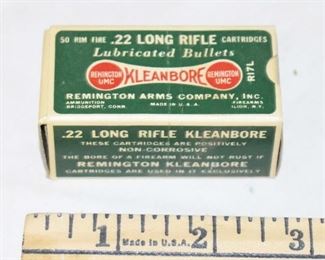 50 RIM FIRE .22 LONG RIFLE CARTRIDGES
Lubricated Bullets
REMINGTON UMC KLEANBORE REMINGTON UMC
R17L
REMINGTON ARMS COMPANY, INC.
AMMUNITION MADE IN U.S.A. FIREARMS
BRIDGEPORT, CONN. ILION, N.Y.
.22 LONG RIFLE KLEANBORE
THESE CARTRIDGES ARE POSITIVELY
NON-CORROSIVE
THE BORE OF A FIREARM WILL NOT RUST IF
REMINGTON KLEANBORE
CARTRIDGES ARE USED IN IT EXCLUSIVELY
1 2 3
Made in U.S.A.